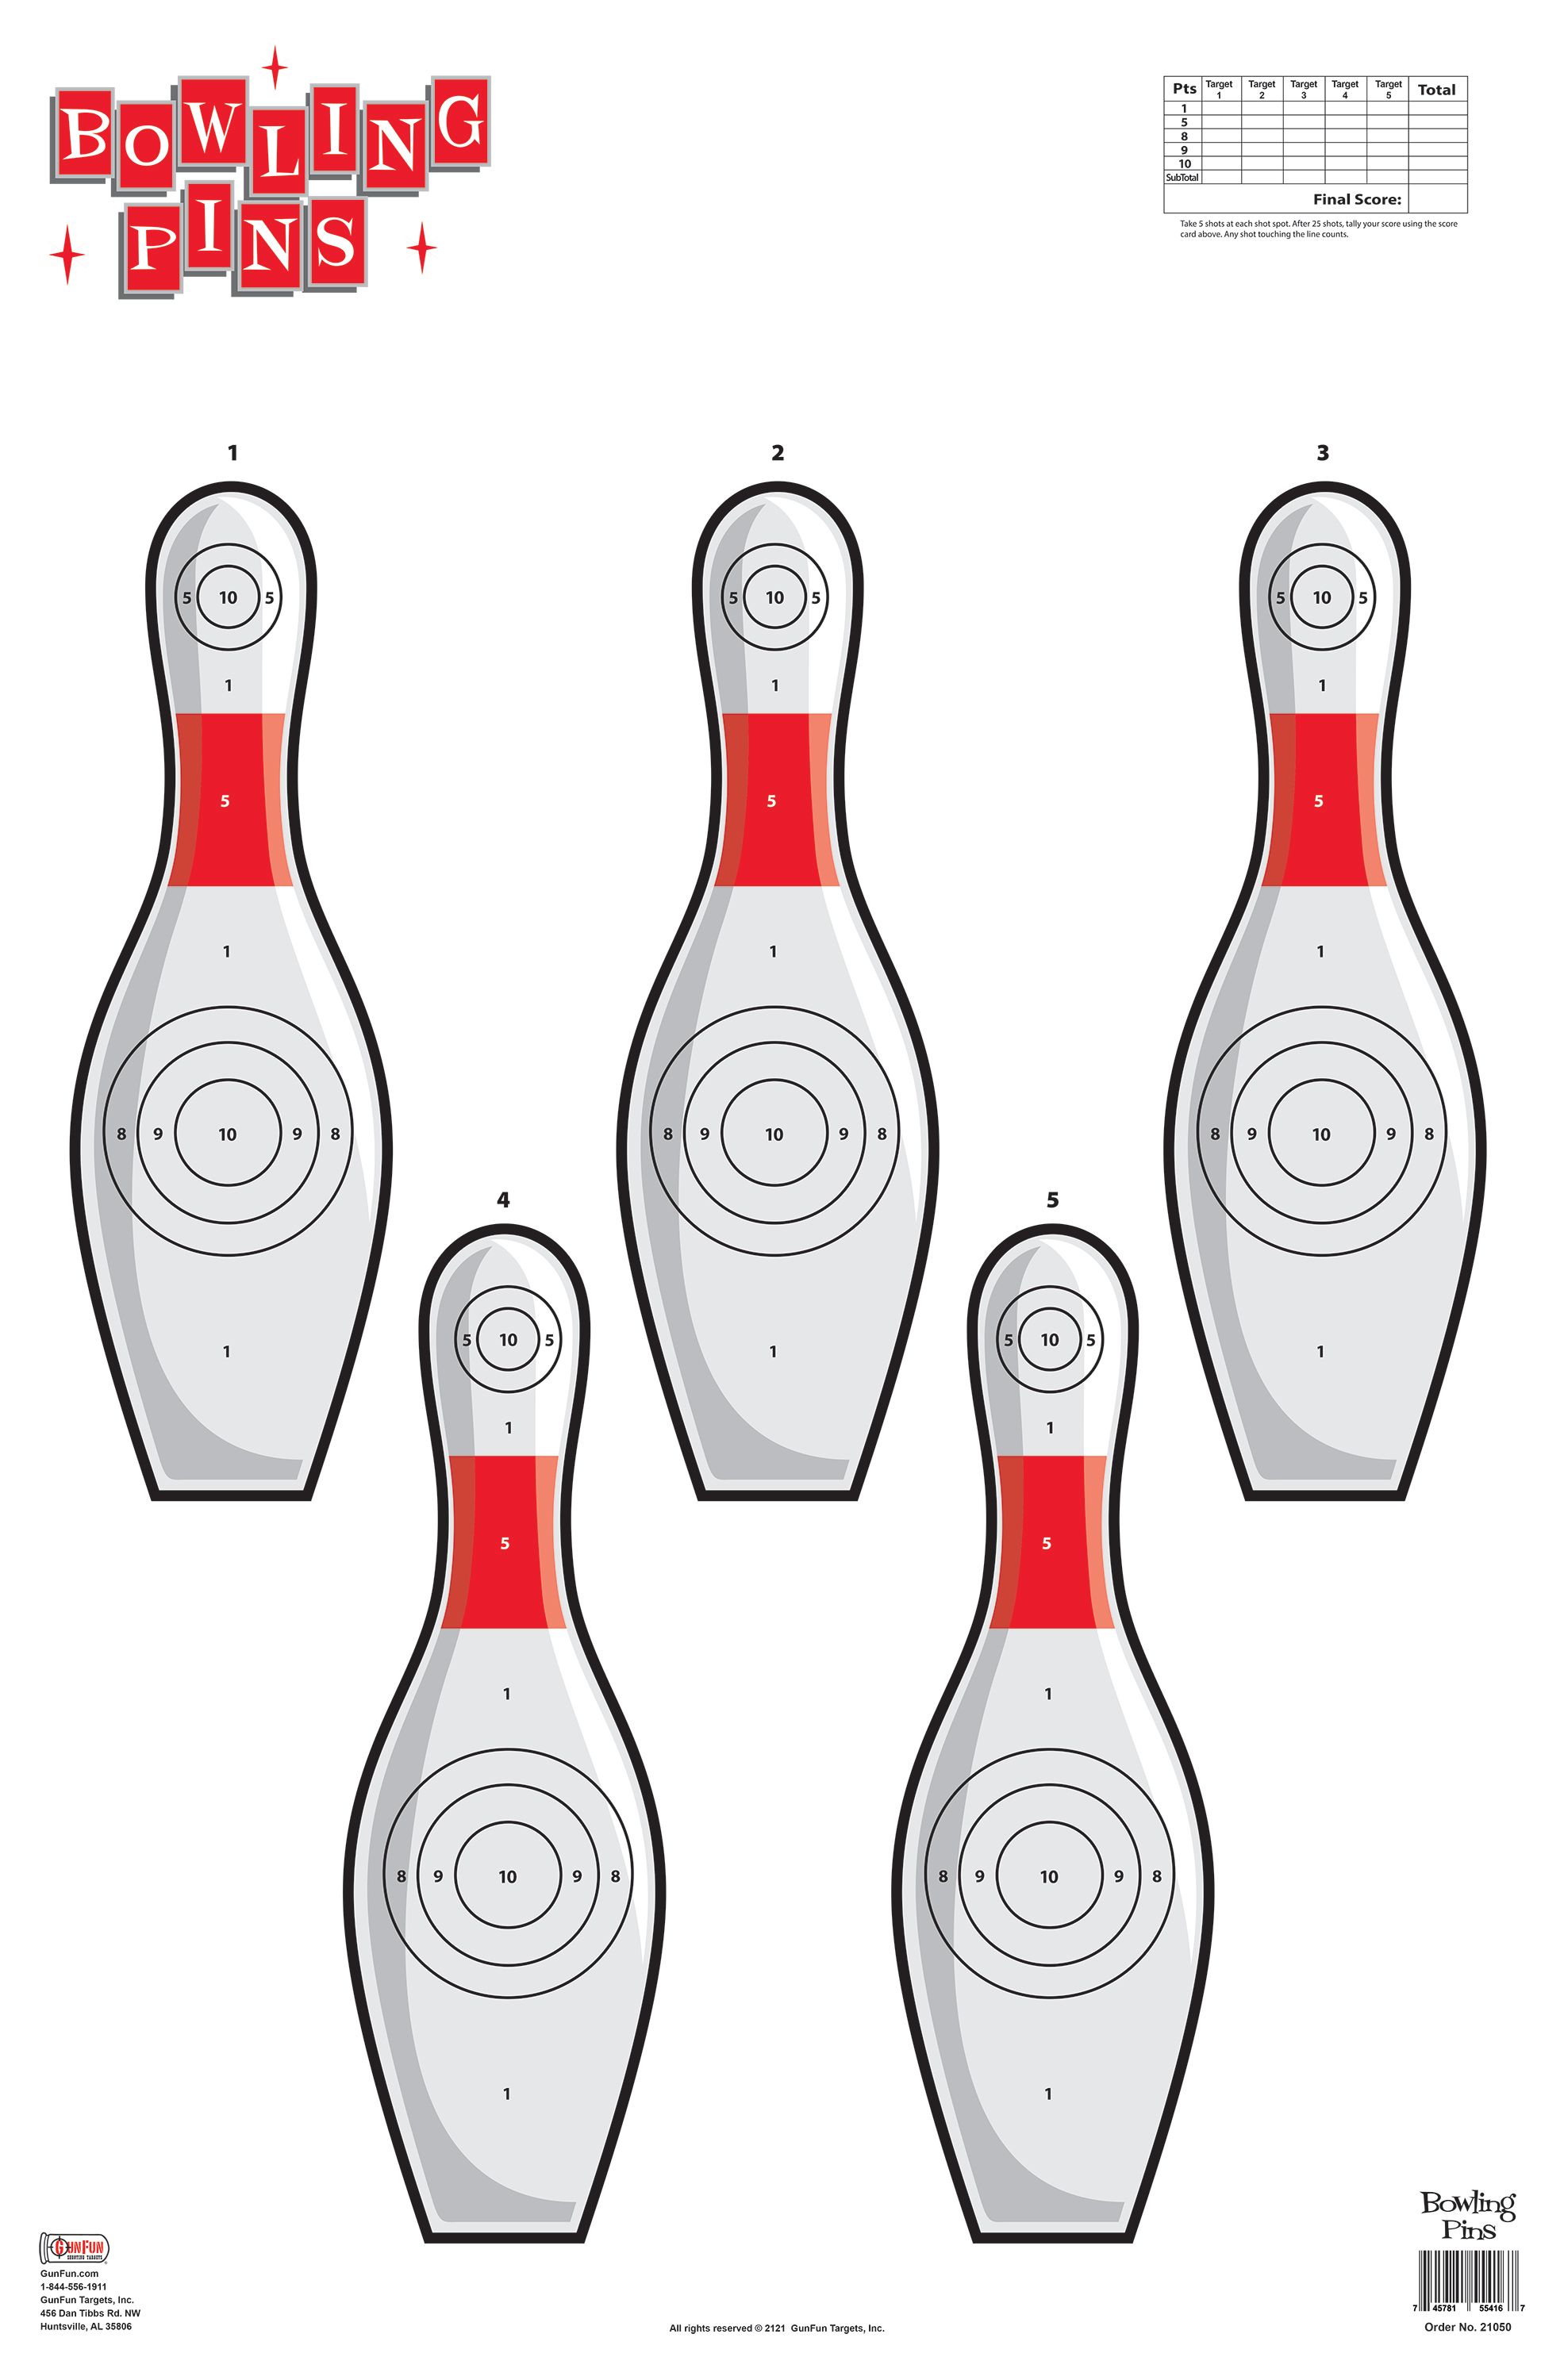 BOWLING
PINS
Pts Target 1 Target 2 Target 3 Target 4 Target 5 Total
1
5
8
9
10
SubTotal
Final Score:
Take 5 shots at each shot spot. After 25 shots, tally your score using the score
card above. Any shot touching the line counts.
1 2 3
5 10 5 5 10 5 5 10 5
1 1 1
5 5 5
1 1 1
8 9 10 9 8 8 9 10 9 8 8 9 10 9 8
4 5
5 10 5 5 10 5
1 1 1
1 1
5 5
1 1
8 9 10 9 8 8 9 10 9 8
1 1
Bowling
Pins
GUNFUN
SHOOTING TARGETS
GunFun.com
1-844-556-1911
GunFun Targets, Inc.
456 Dan Tibbs Rd. NW
Huntsville, AL 35806
All rights reserved © 2121 GunFun Targets, Inc.
7 45781 55416 7
Order No. 21050